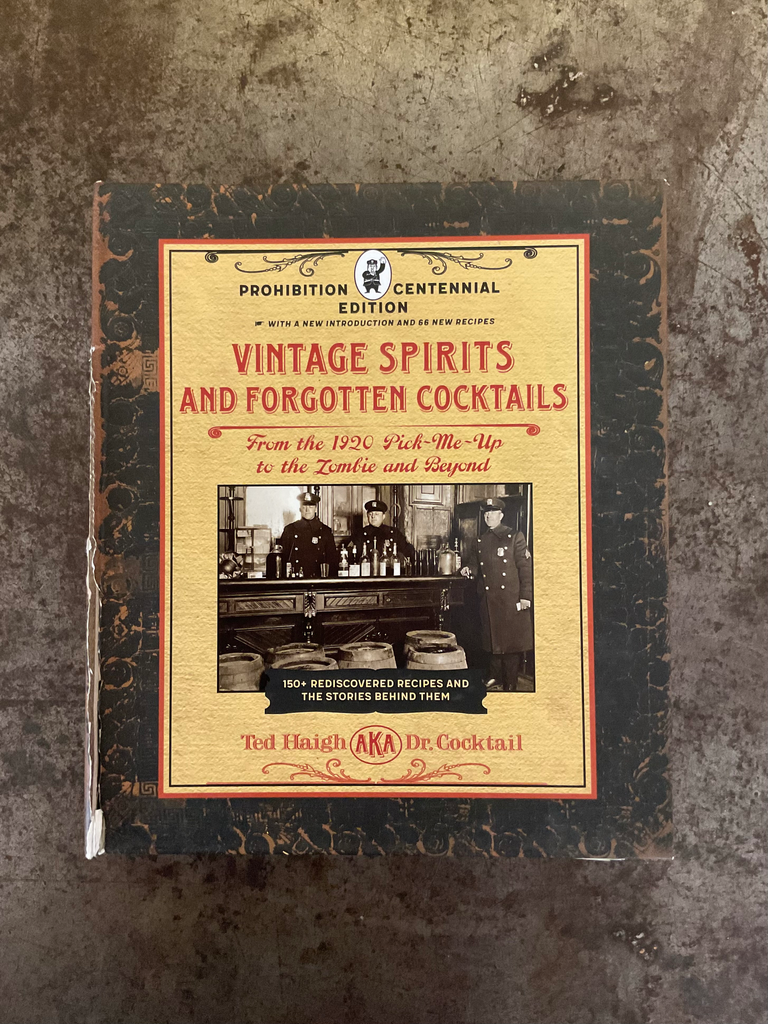 PROHIBITION CENTENNIAL
EDITION
WITH A NEW INTRODUCTION AND 66 NEW RECIPES
VINTAGE SPIRITS
AND FORGOTTEN COCKTAILS
From the 1920 Pick-Me-Up
to the Zombie and Beyond
150+ REDISCOVERED RECIPES AND
THE STORIES BEHIND THEM
Ted Haigh AKA Dr. Cocktail